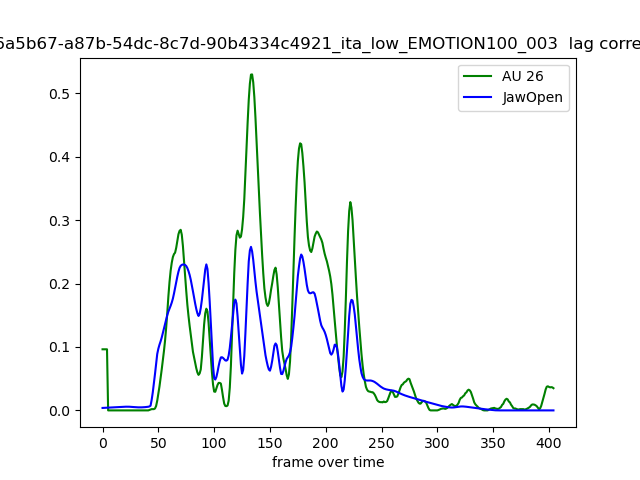 6a5b67-a87b-54dc-8c7d-90b4334c4921_ita_low_EMOTION100_003 lag corre
AU 26
JawOpen
0.5
0.4
0.3
0.2
0.1
0.0
0 50 100 150 200 250 300 350 400
frame over time